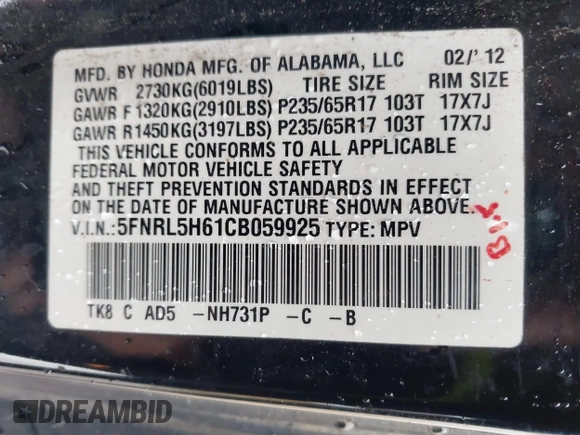 MFD. BY HONDA MFG. OF ALABAMA, LLC 02/'12
GVWR 2730KG(6019LBS) TIRE SIZE RIM SIZE
GAWR F 1320KG(2910LBS) P235/65R17 103T 17X7J
GAWR R 1450KG(3197LBS) P235/65R17 103T 17X7J
THIS VEHICLE CONFORMS TO ALL APPLICABLE
FEDERAL MOTOR VEHICLE SAFETY
AND THEFT PREVENTION STANDARDS IN EFFECT
ON THE DATE OF MANUFACTURE SHOWN ABOVE.
V.I.N.: 5FNRL5H61CB059925 TYPE: MPV
TK8 C AD5 -NH731P -C -B
DREAMBID